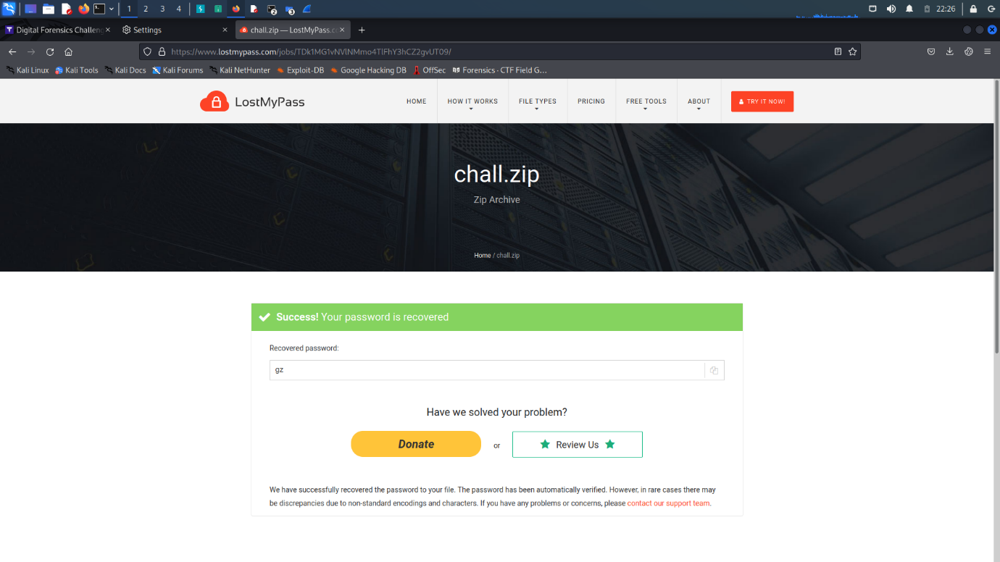 1 2 3 4 2 3 22:26
Digital Forensics Challeng Settings chall.zip — LostMyPass.c
https://www.lostmypass.com/jobs/TDk1MG1vNVlNMmo4TlFhY3hCZ2gvUT09/
Kali Linux Kali Tools Kali Docs Kali Forums Kali NetHunter Exploit-DB Google Hacking DB OffSec Forensics · CTF Field G…
LostMyPass HOME HOW IT WORKS FILE TYPES PRICING FREE TOOLS ABOUT TRY IT NOW!
chall.zip
Zip Archive
Home / chall.zip
Success! Your password is recovered
Recovered password:
gz
Have we solved your problem?
Donate or Review Us
We have successfully recovered the password to your file. The password has been automatically verified. However, in rare cases there may
be discrepancies due to non-standard encodings and characters. If you have any problems or concerns, please contact our support team.